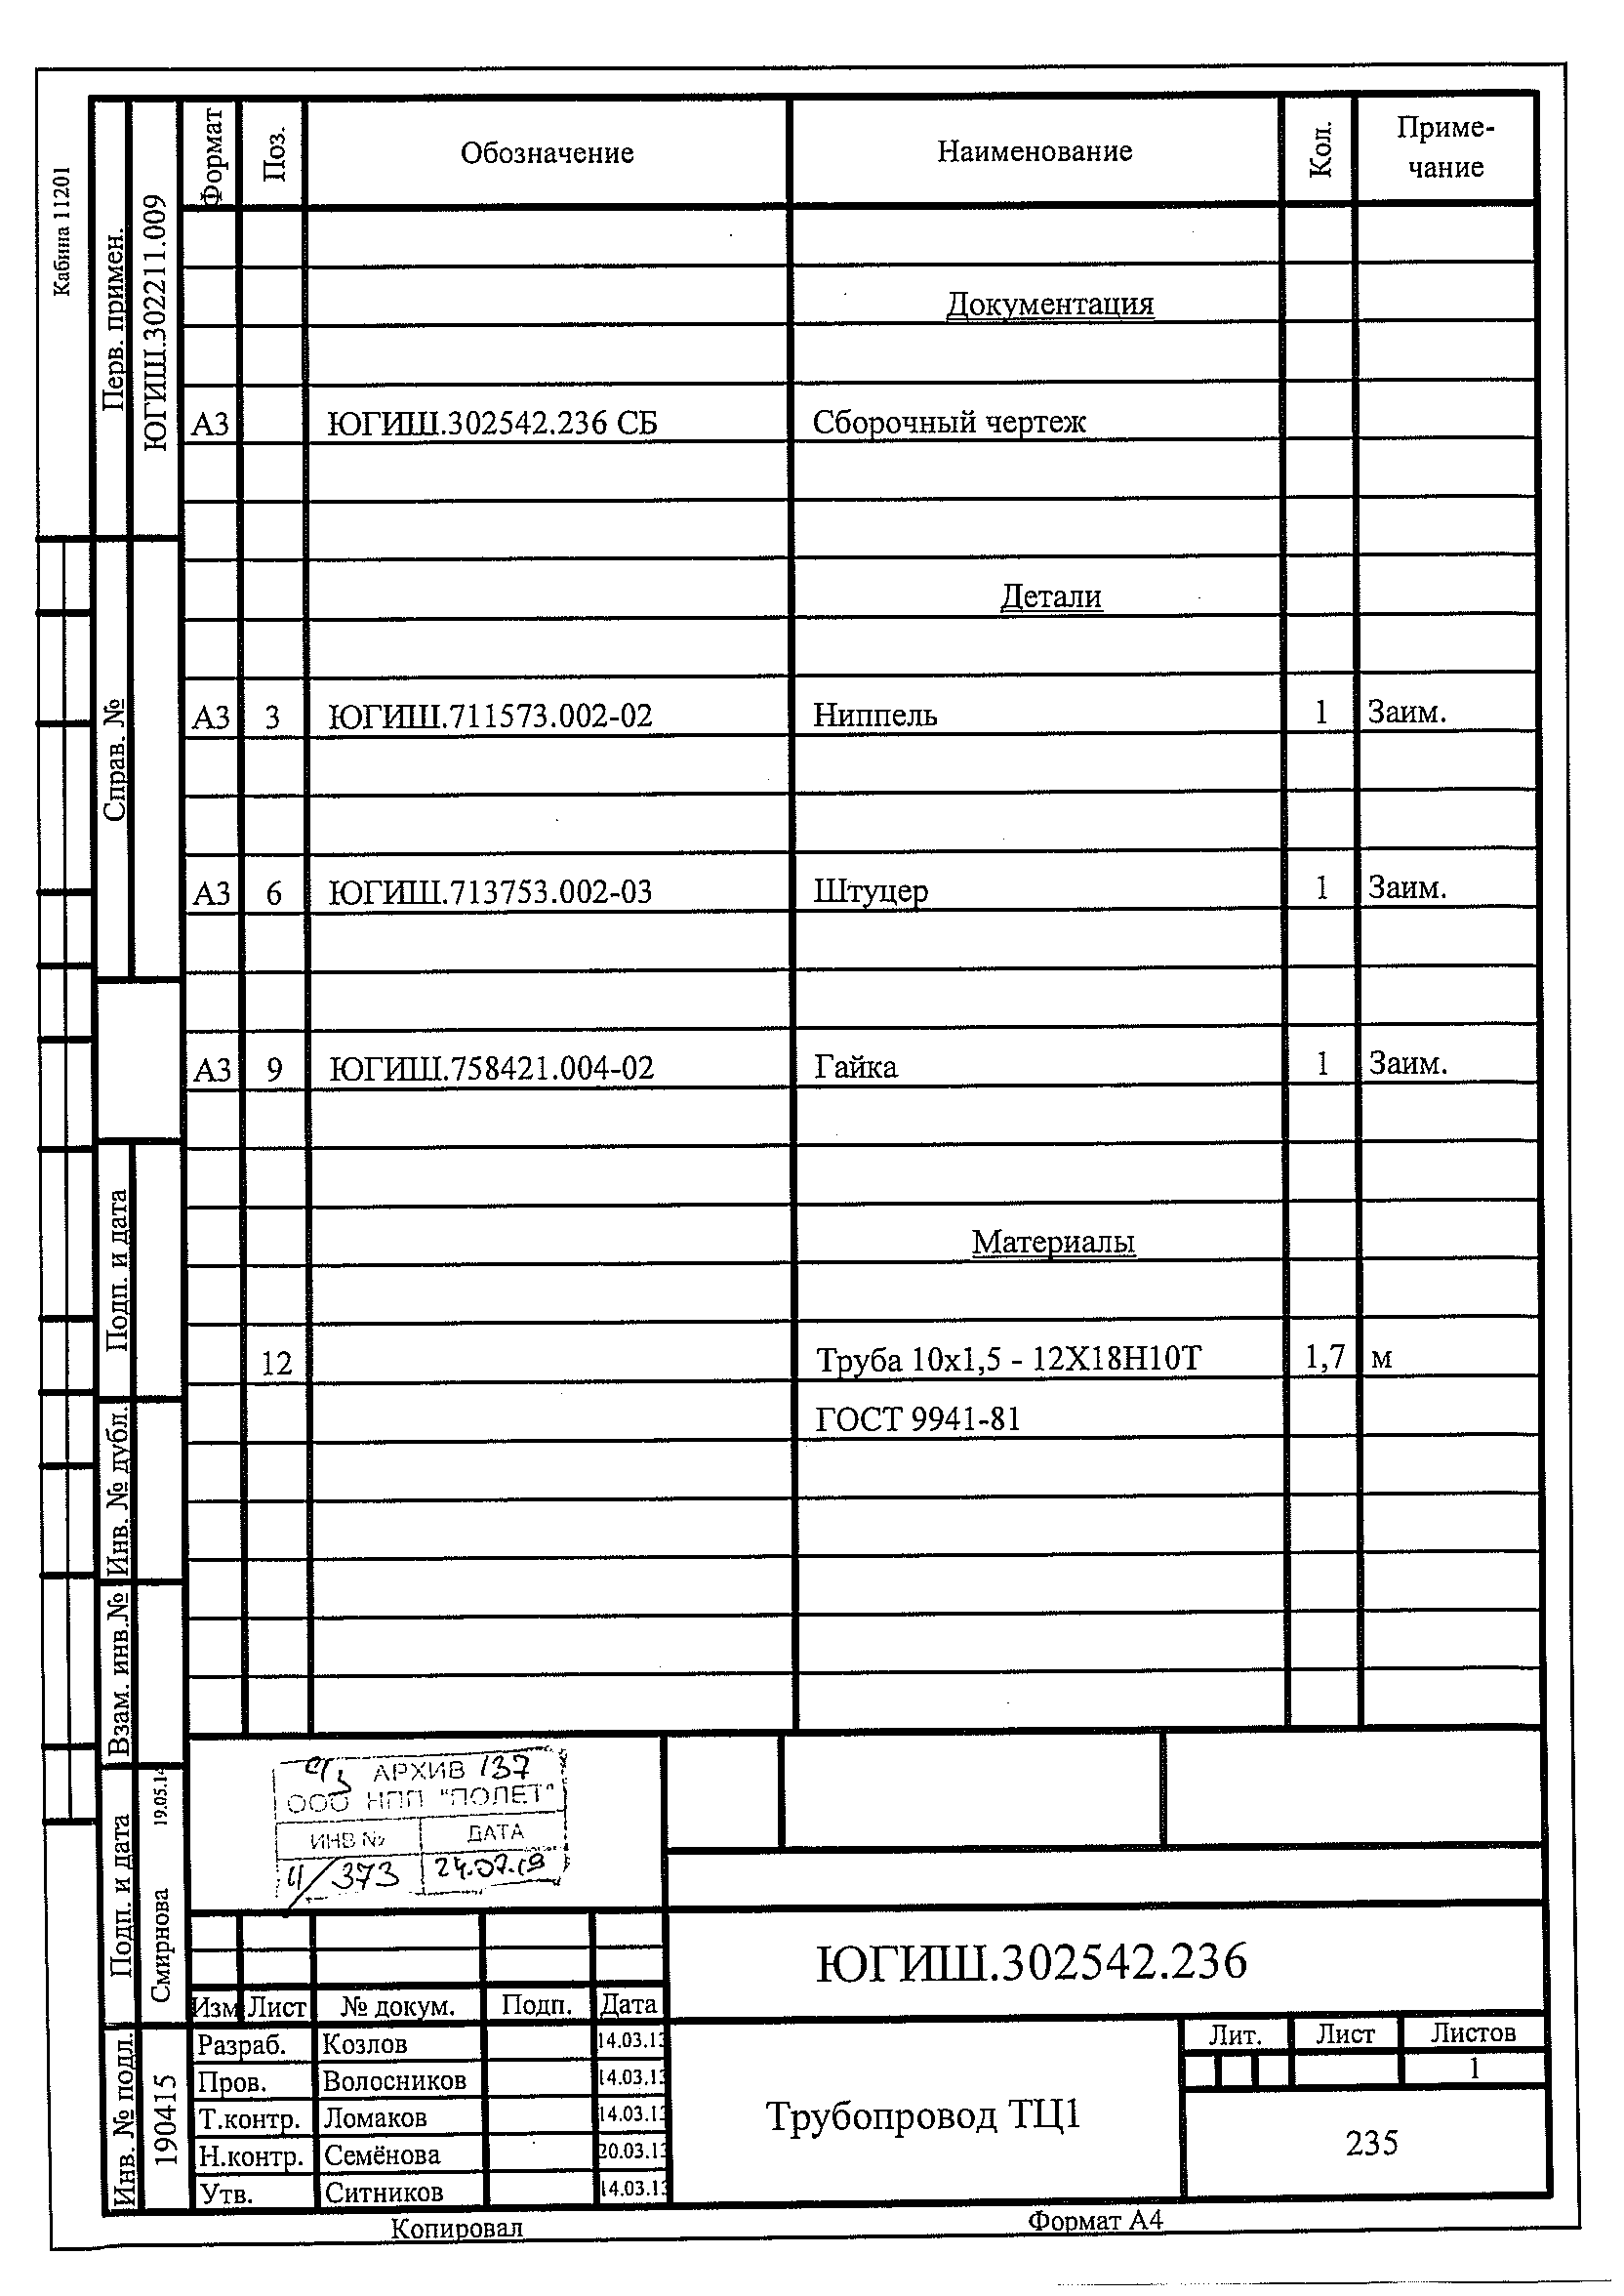 Кабина 11201
Перв. примен.
ЮГИШ.302211.009
Справ. №
Подп. и дата
Инв. № дубл.
Взам. инв.№
Подп. и дата
Смирнова 19.05.14
Инв. № подл.
190415
Формат Поз. Обозначение Наименование Кол. Приме-
чание
Документация
А3 ЮГИШ.302542.236 СБ Сборочный чертеж
Детали
А3 3 ЮГИШ.711573.002-02 Ниппель 1 Заим.
А3 6 ЮГИШ.713753.002-03 Штуцер 1 Заим.
А3 9 ЮГИШ.758421.004-02 Гайка 1 Заим.
Материалы
12 Труба 10х1,5 - 12Х18Н10Т 1,7 м
ГОСТ 9941-81
АРХИВ 137
ООО НПП "ПОЛЕТ"
ИНВ № ДАТА
11/373 24.07.19
ЮГИШ.302542.236
Изм Лист № докум. Подп. Дата
Разраб. Козлов 14.03.13
Пров. Волосников 14.03.13
Т.контр. Ломаков 14.03.13
Н.контр. Семёнова 20.03.13
Утв. Ситников 14.03.13
Трубопровод ТЦ1
Лит. Лист Листов
1
235
Копировал Формат А4